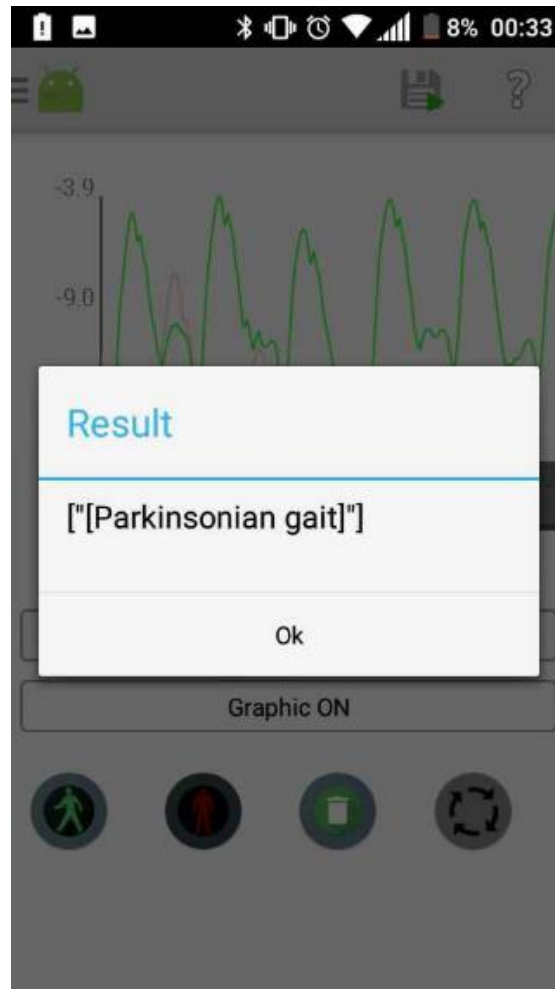 8% 00:33
-3.9
-9.0
Result
["[Parkinsonian gait]"]
Ok
Graphic ON